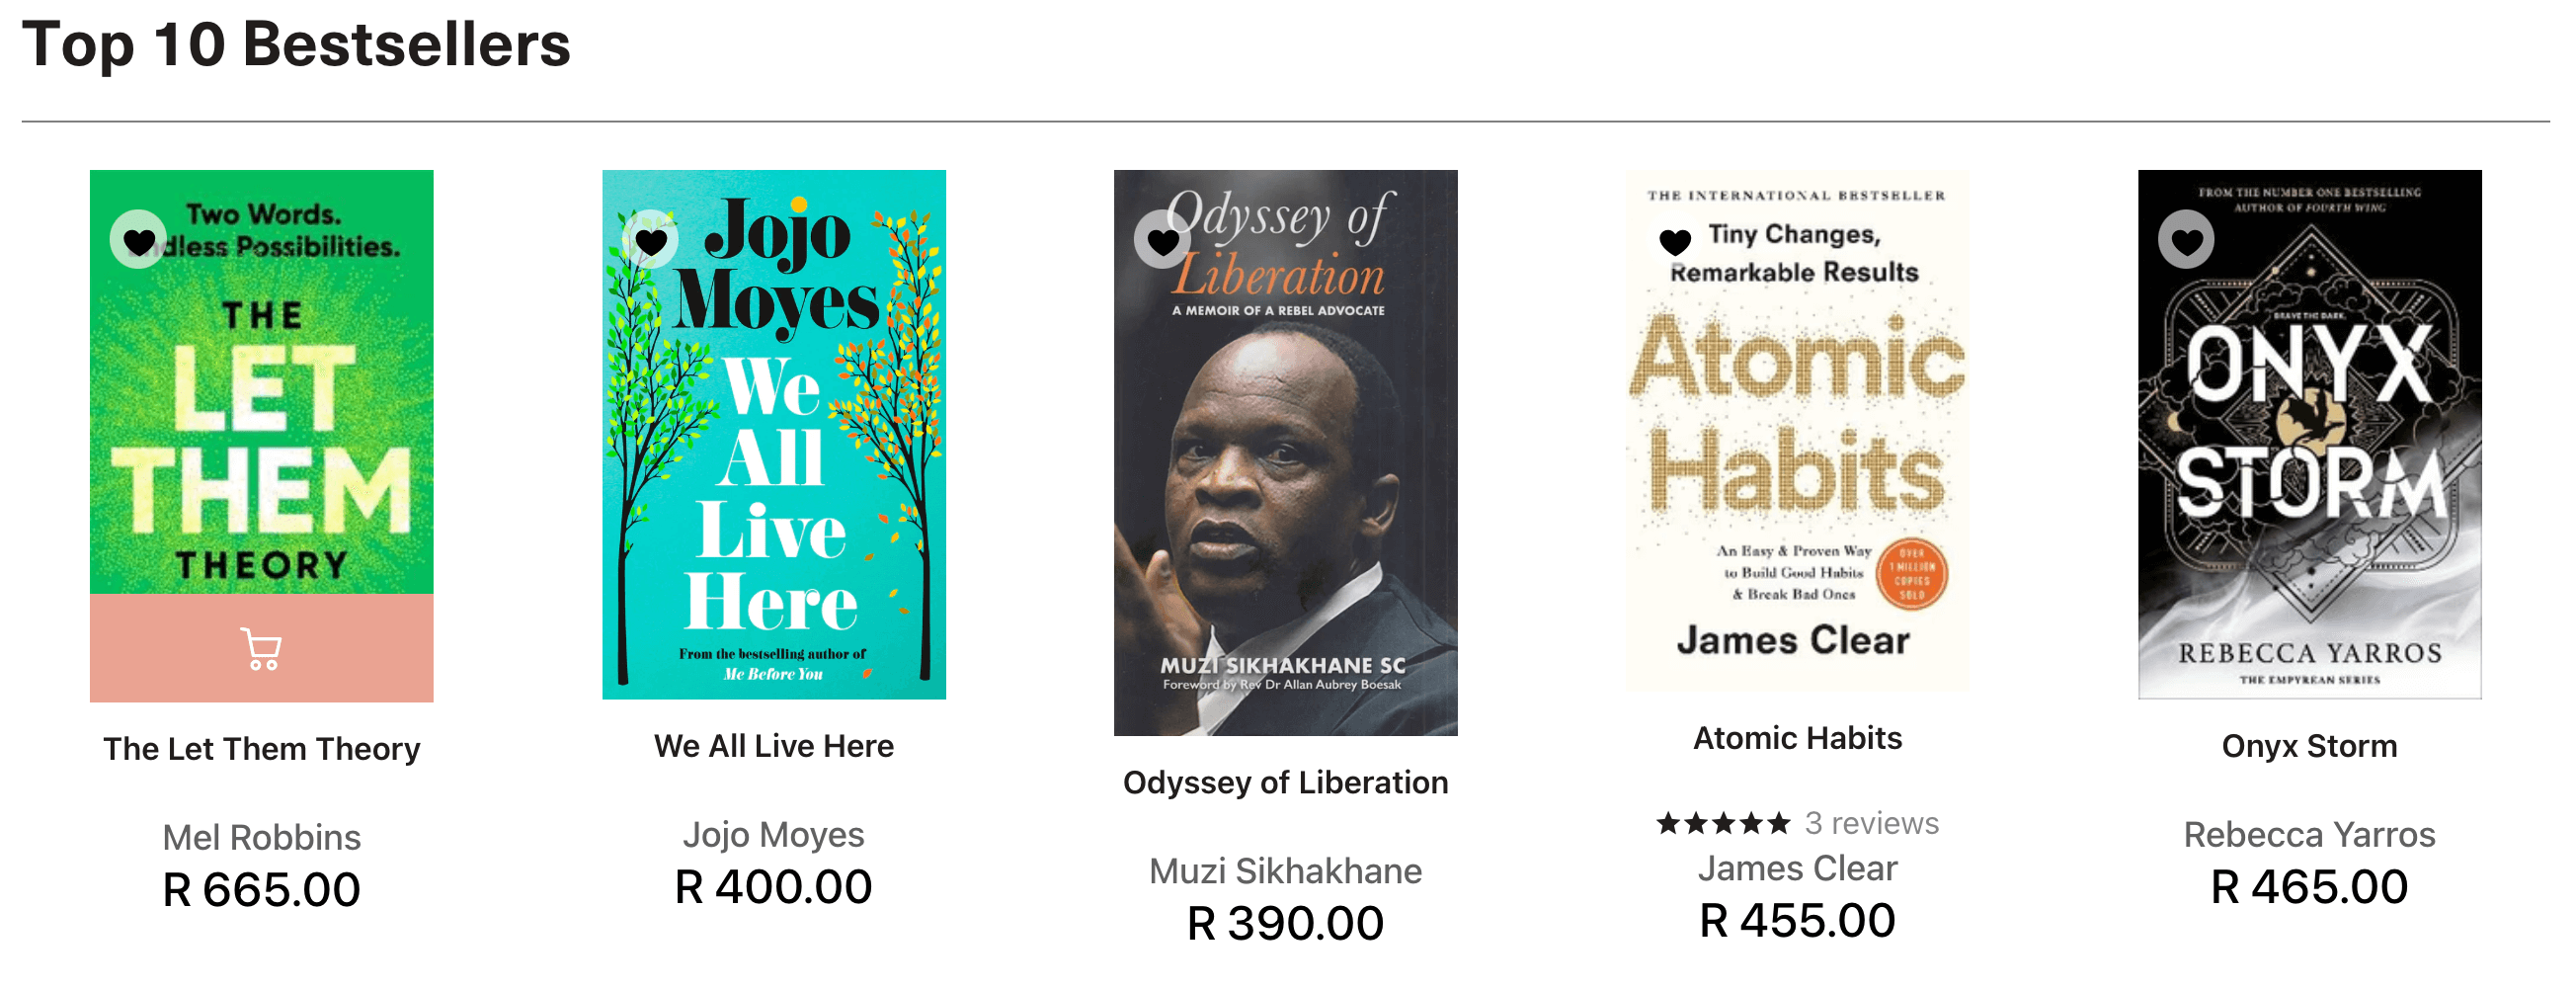 Top 10 Bestsellers
Two Words.
Endless Possibilities.
THE
LET
THEM
THEORY
The Let Them Theory
Mel Robbins
R 665.00
Jojo
Moyes
We
All
Live
Here
From the bestselling author of
Me Before You
We All Live Here
Jojo Moyes
R 400.00
Odyssey of
Liberation
A MEMOIR OF A REBEL ADVOCATE
MUZI SIKHAKHANE SC
Foreword by Rev Dr Allan Aubrey Boesak
Odyssey of Liberation
Muzi Sikhakhane
R 390.00
THE INTERNATIONAL BESTSELLER
Tiny Changes,
Remarkable Results
Atomic
Habits
An Easy & Proven Way
to Build Good Habits
& Break Bad Ones
OVER
1 MILLION
COPIES
SOLD
James Clear
Atomic Habits
3 reviews
James Clear
R 455.00
FROM THE NUMBER ONE BESTSELLING
AUTHOR OF FOURTH WING
BRAVE THE DARK.
ONYX
STORM
REBECCA YARROS
THE EMPYREAN SERIES
Onyx Storm
Rebecca Yarros
R 465.00